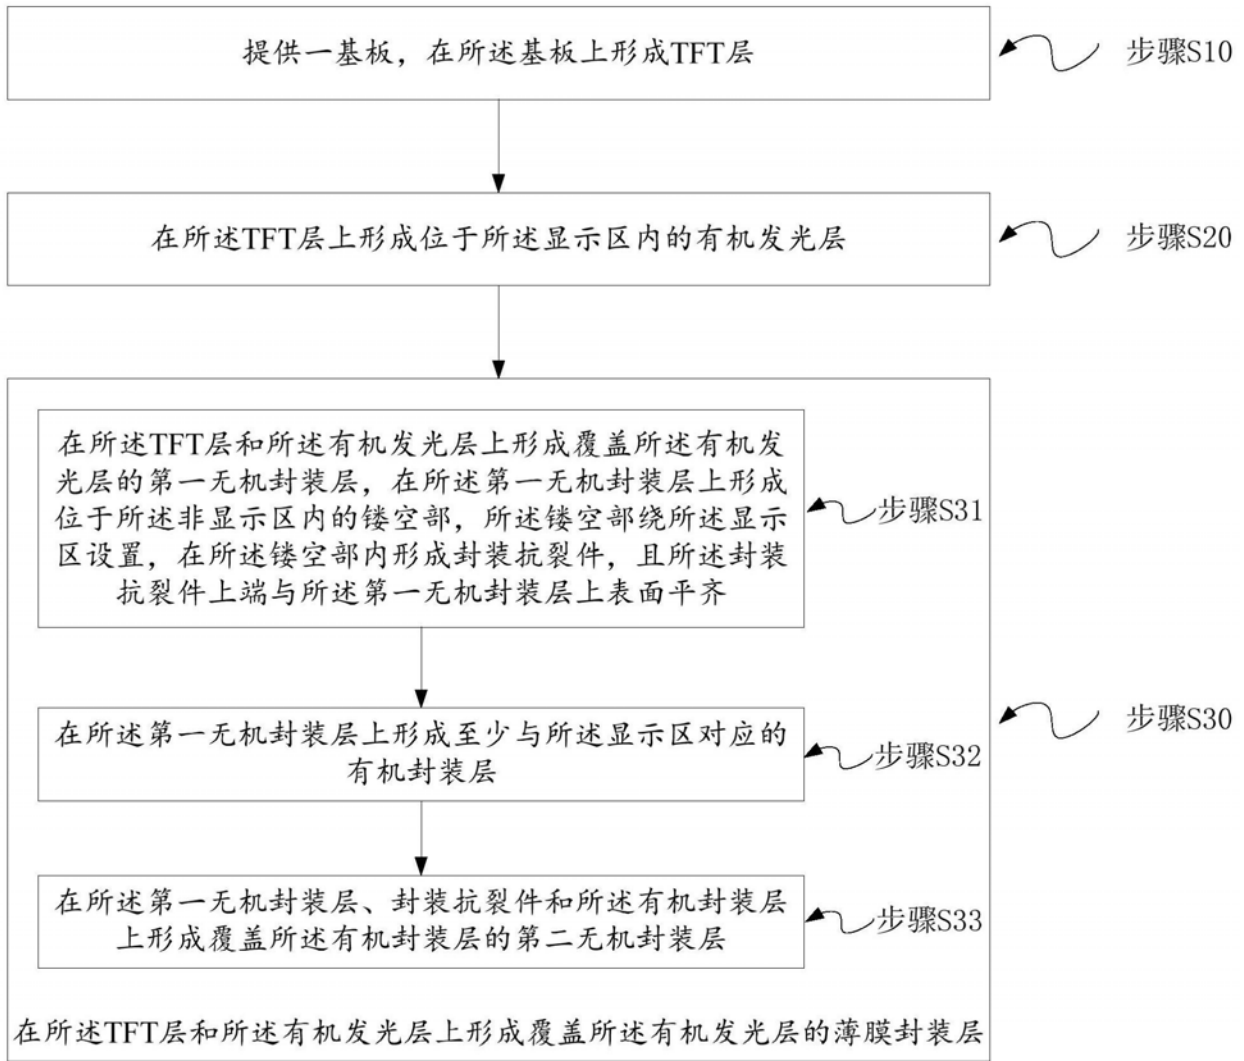 提供一基板，在所述基板上形成TFT层
步骤S10
在所述TFT层上形成位于所述显示区内的有机发光层
步骤S20
在所述TFT层和所述有机发光层上形成覆盖所述有机发
光层的第一无机封装层，在所述第一无机封装层上形成
位于所述非显示区内的镂空部，所述镂空部绕所述显示
区设置，在所述镂空部内形成封装抗裂件，且所述封装
抗裂件上端与所述第一无机封装层上表面平齐
步骤S31
在所述第一无机封装层上形成至少与所述显示区对应的
有机封装层
步骤S32
步骤S30
在所述第一无机封装层、封装抗裂件和所述有机封装层
上形成覆盖所述有机封装层的第二无机封装层
步骤S33
在所述TFT层和所述有机发光层上形成覆盖所述有机发光层的薄膜封装层